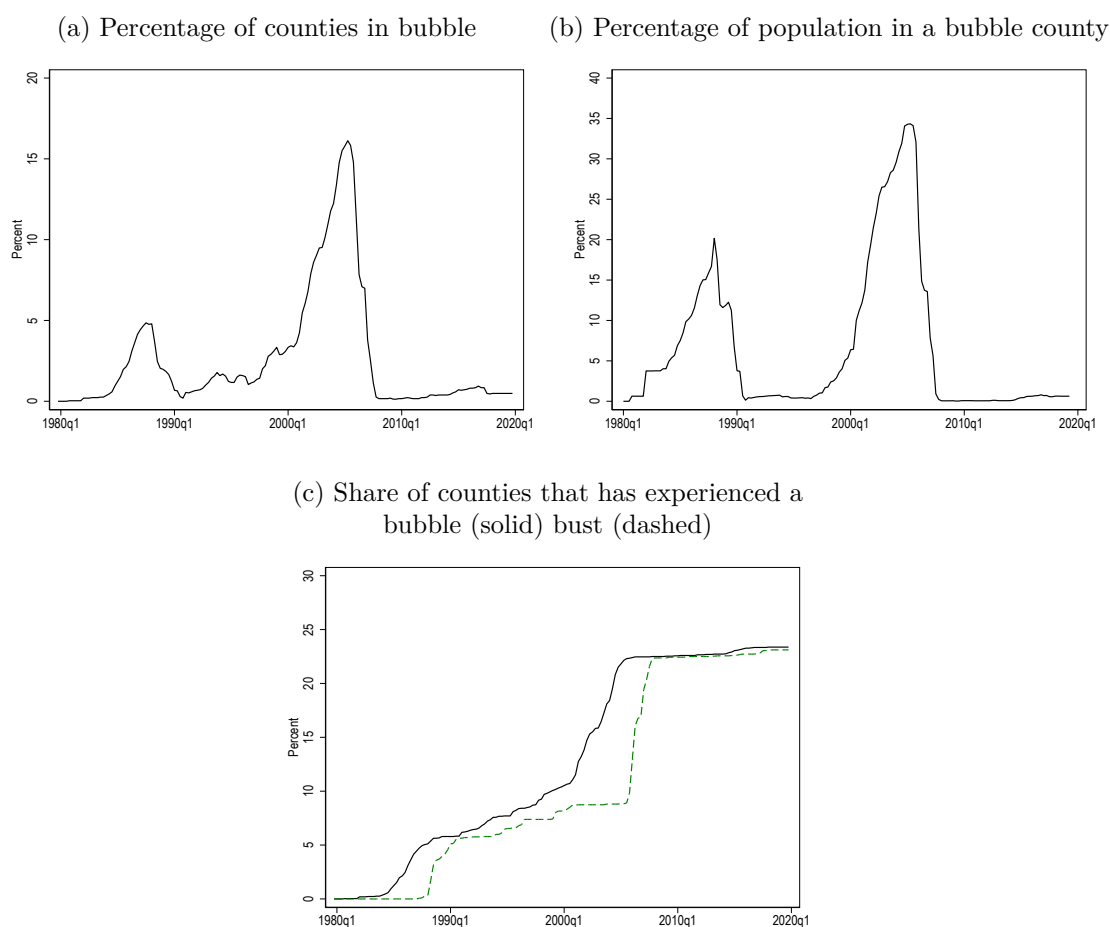 (a) Percentage of counties in bubble
(b) Percentage of population in a bubble county
Percent
20
15
10
5
0
1980q1 1990q1 2000q1 2010q1 2020q1
Percent
40
35
30
25
20
15
10
5
0
1980q1 1990q1 2000q1 2010q1 2020q1
(c) Share of counties that has experienced a
bubble (solid) bust (dashed)
Percent
30
25
20
15
10
5
0
1980q1 1990q1 2000q1 2010q1 2020q1